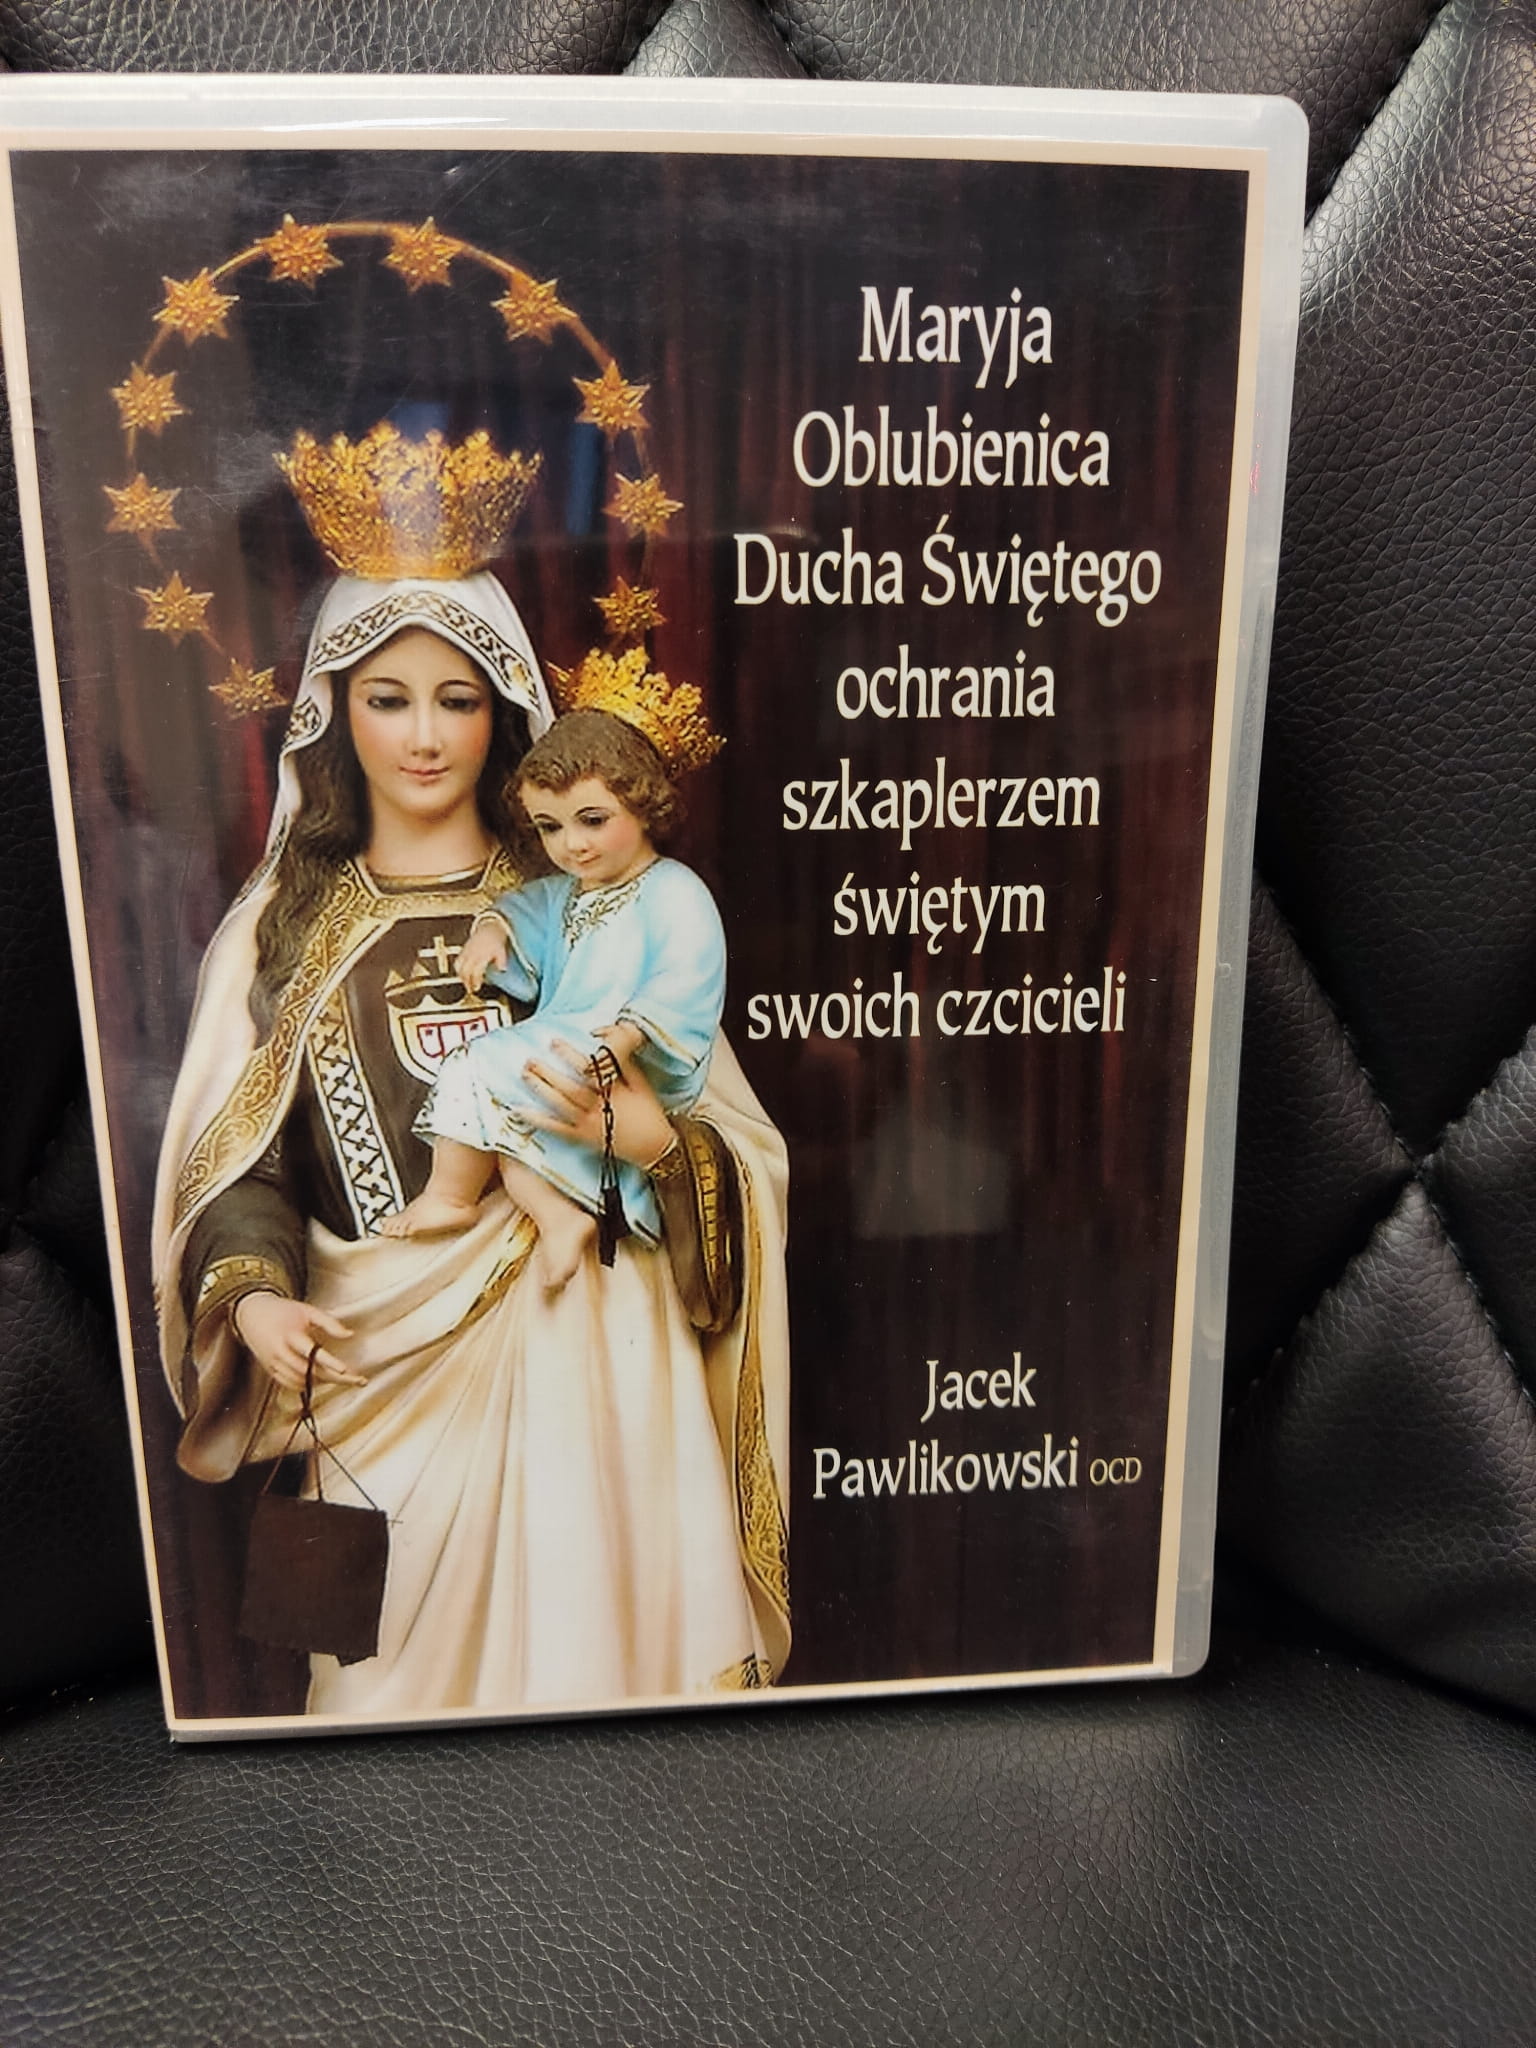 Maryja
Oblubienica
Ducha Świętego
ochrania
szkaplerzem
świętym
swoich czcicieli
Jacek
Pawlikowski OCD